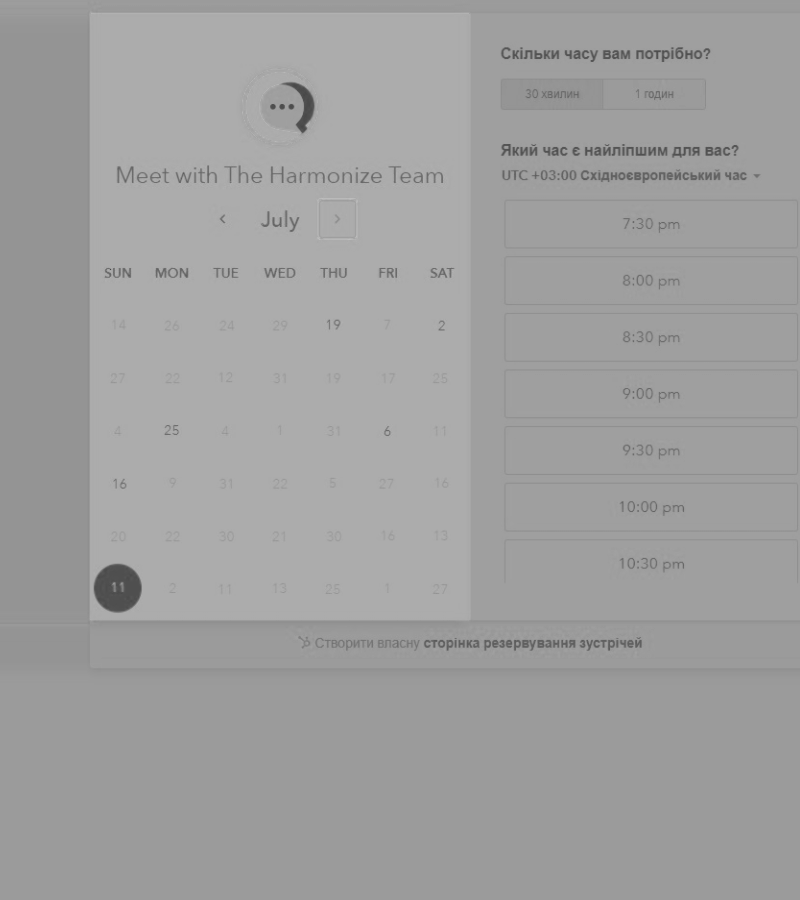 Meet with The Harmonize Team
July
SUN MON TUE WED THU FRI SAT
14 26 24 29 19 7 2
27 22 12 31 19 17 25
4 25 4 1 31 6 11
16 9 31 22 5 27 16
20 22 30 21 30 16 13
11 2 11 13 25 1 27
Скільки часу вам потрібно?
30 хвилин 1 годин
Який час є найліпшим для вас?
UTC +03:00 Східноєвропейський час
7:30 pm
8:00 pm
8:30 pm
9:00 pm
9:30 pm
10:00 pm
10:30 pm
Створити власну сторінка резервування зустрічей